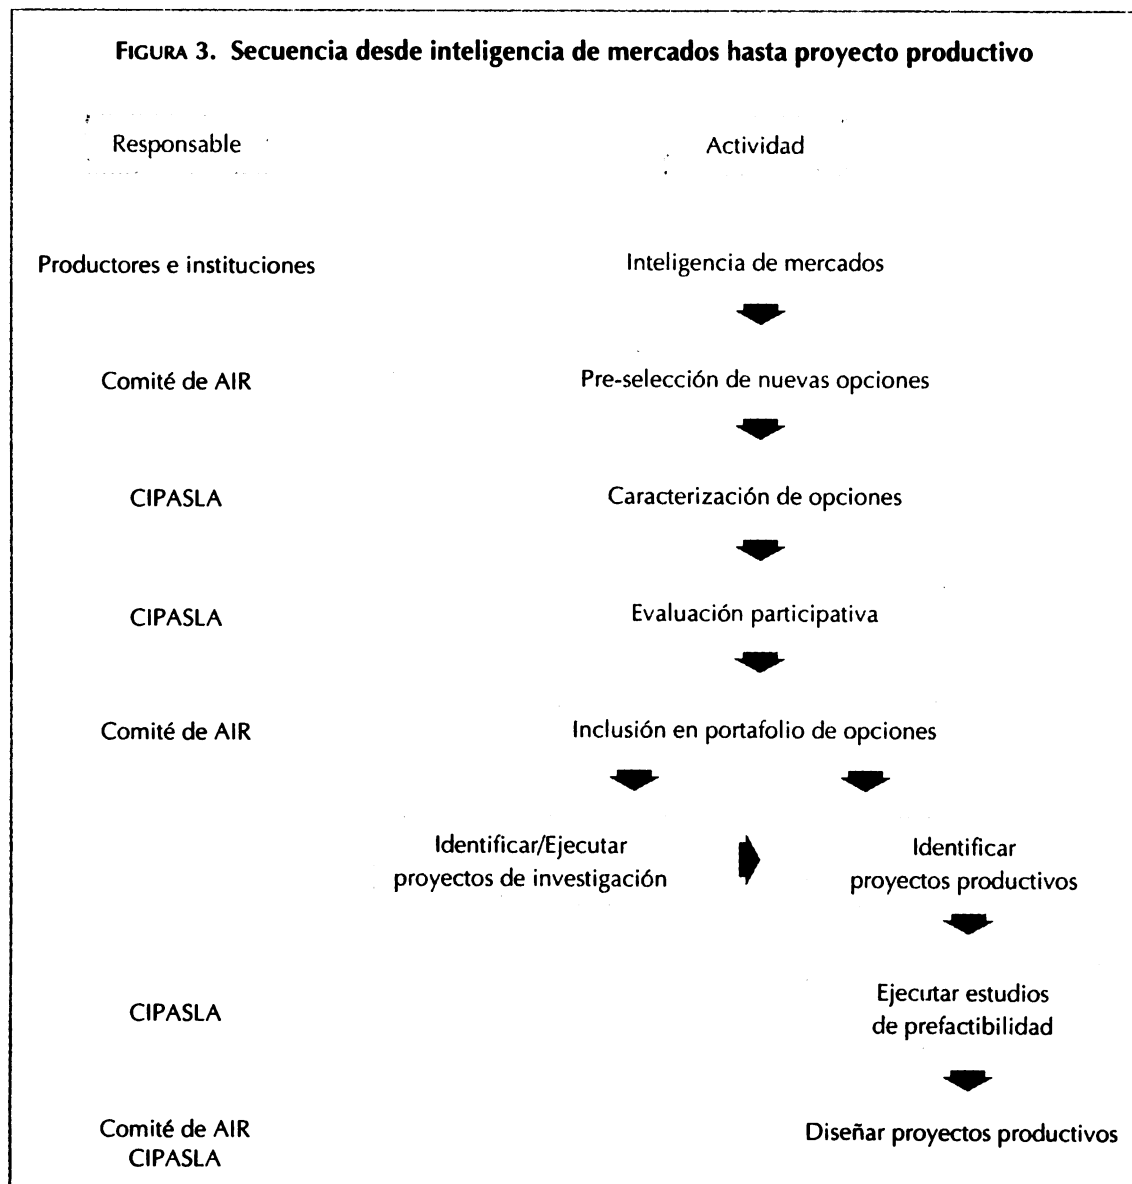 FIGURA 3. Secuencia desde inteligencia de mercados hasta proyecto productivo
Responsable
Actividad
Productores e instituciones
Inteligencia de mercados
Comité de AIR
Pre-selección de nuevas opciones
CIPASLA
Caracterización de opciones
CIPASLA
Evaluación participativa
Comité de AIR
Inclusión en portafolio de opciones
Identificar/Ejecutar
proyectos de investigación
Identificar
proyectos productivos
CIPASLA
Ejecutar estudios
de prefactibilidad
Comité de AIR
CIPASLA
Diseñar proyectos productivos